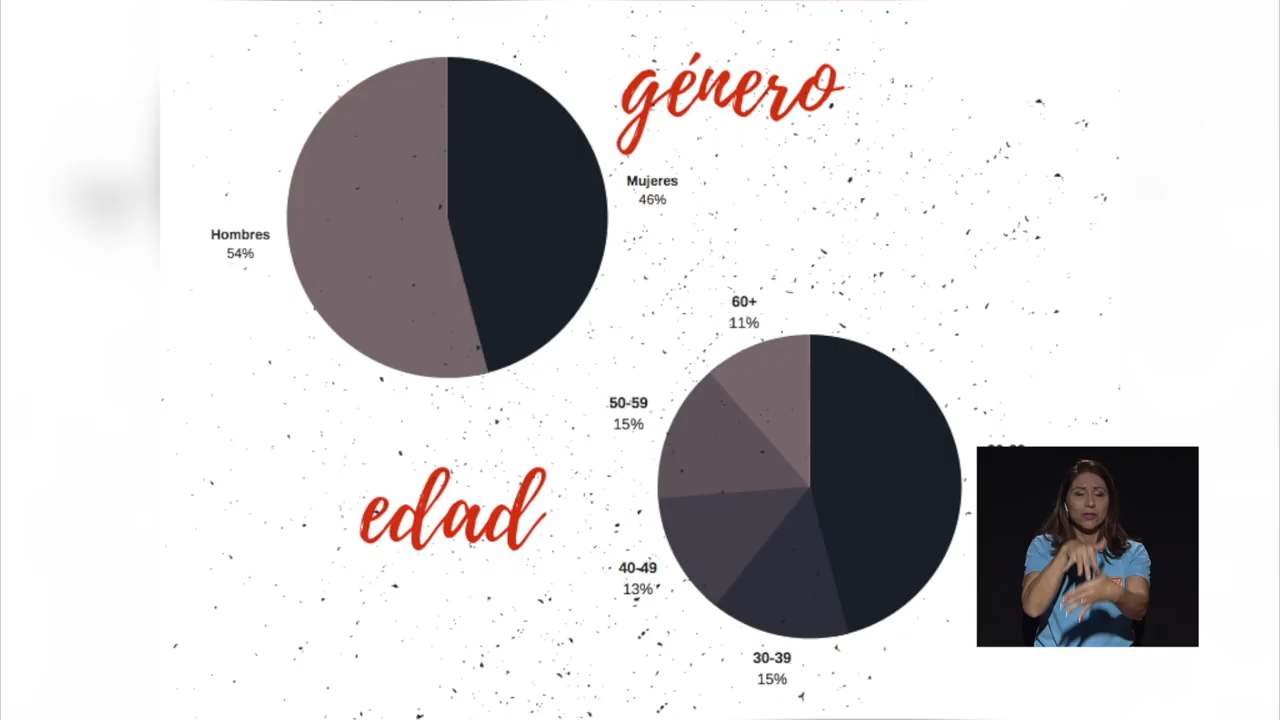 género
Mujeres
46%
Hombres
54%
60+
11%
50-59
15%
edad
40-49
13%
30-39
15%